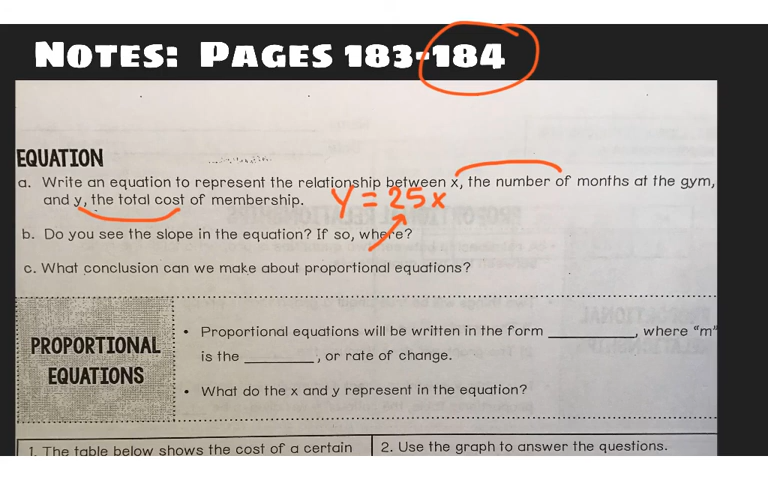 NOTES: PAGES 183-184
EQUATION
a. Write an equation to represent the relationship between x, the number of months at the gym,
and y, the total cost of membership.
Y = 25x
b. Do you see the slope in the equation? If so, where?
c. What conclusion can we make about proportional equations?
PROPORTIONAL
EQUATIONS
• Proportional equations will be written in the form __________, where "m"
is the ________, or rate of change.
• What do the x and y represent in the equation?
1. The table below shows the cost of a certain
2. Use the graph to answer the questions.